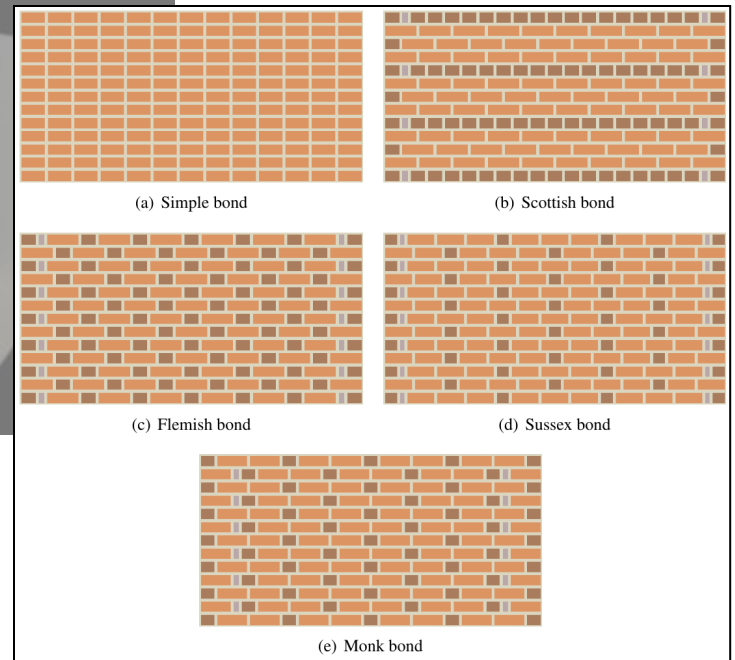 (a) Simple bond
(b) Scottish bond
(c) Flemish bond
(d) Sussex bond
(e) Monk bond